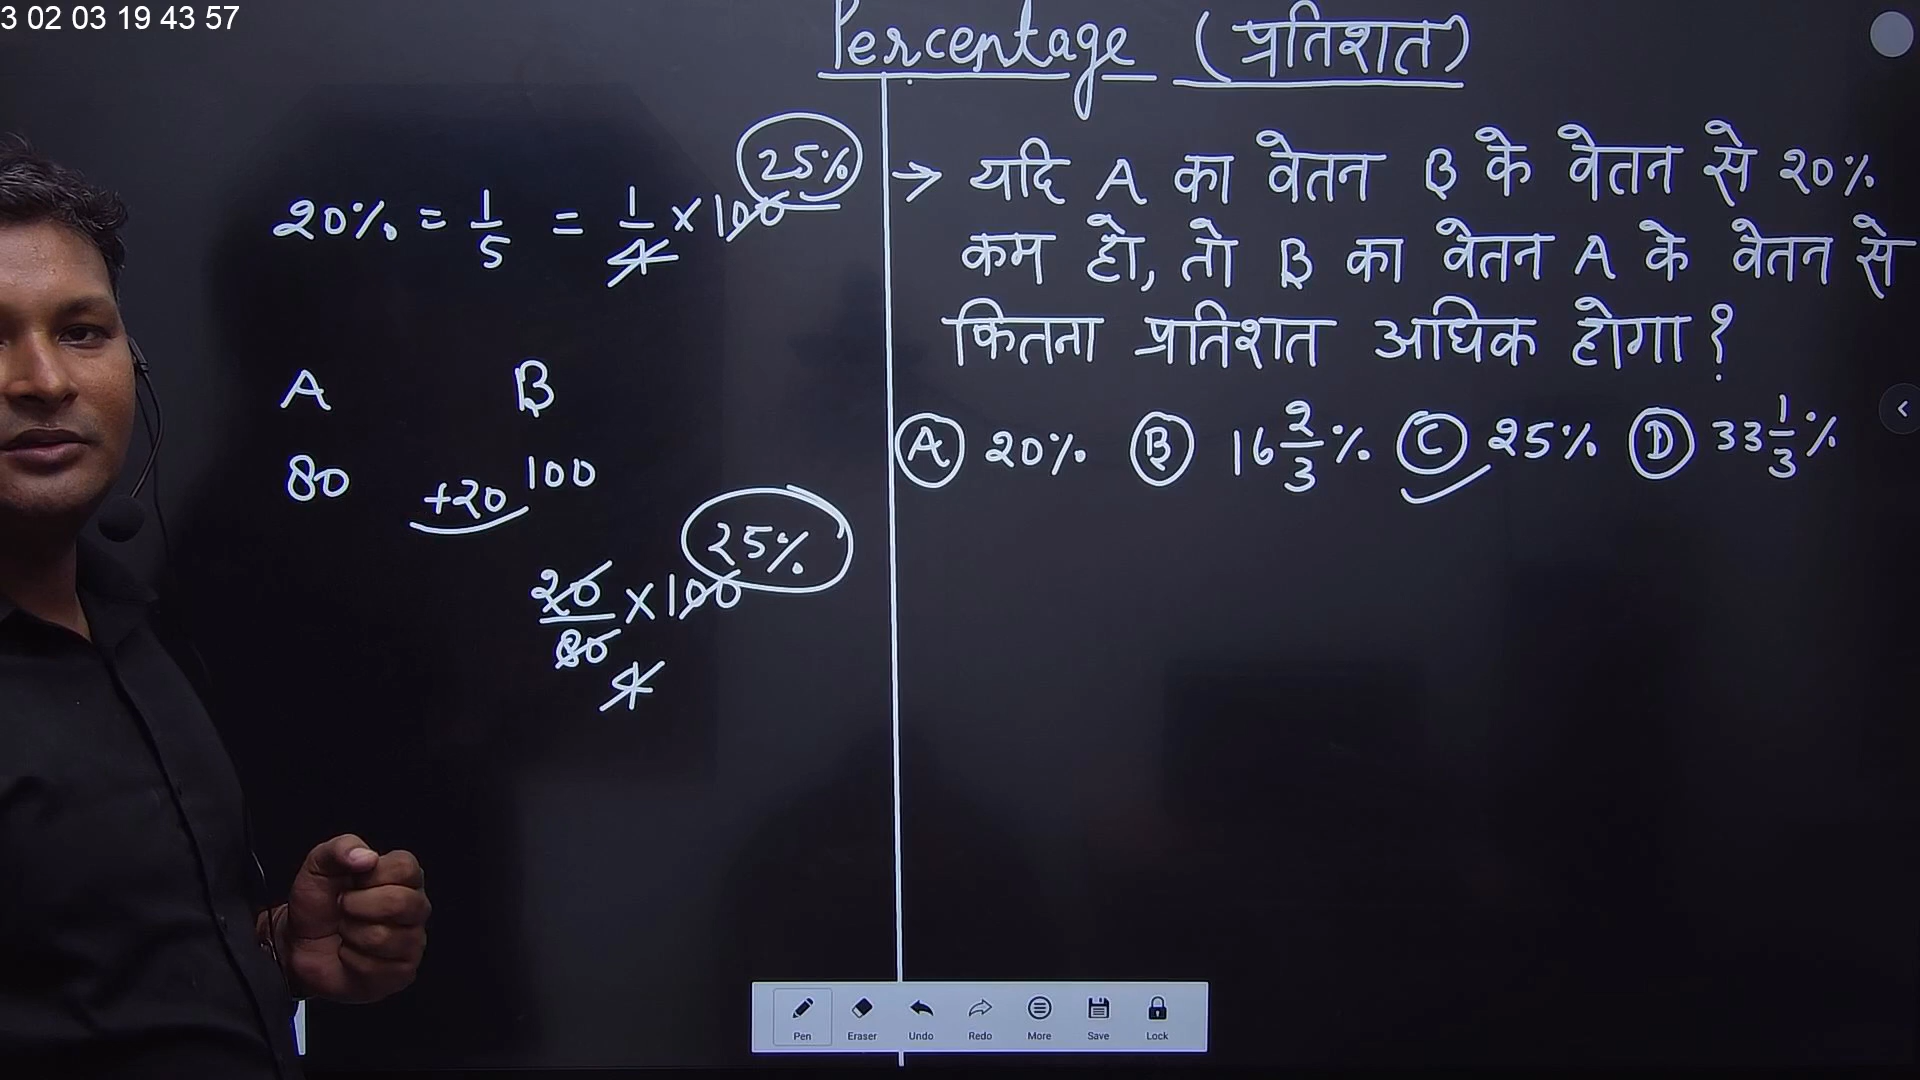 3 02 03 19 43 57
Percentage (प्रतिशत)
20% = 1/5 = 1/4 × 100 25%
A B
80 +20 100
20/80 × 100 25%
4
→ यदि A का वेतन B के वेतन से 20%
कम हो, तो B का वेतन A के वेतन से
कितना प्रतिशत अधिक होगा ?
(A) 20% (B) 16 2/3 % (C) 25% (D) 33 1/3 %
Pen Eraser Undo Redo More Save Lock